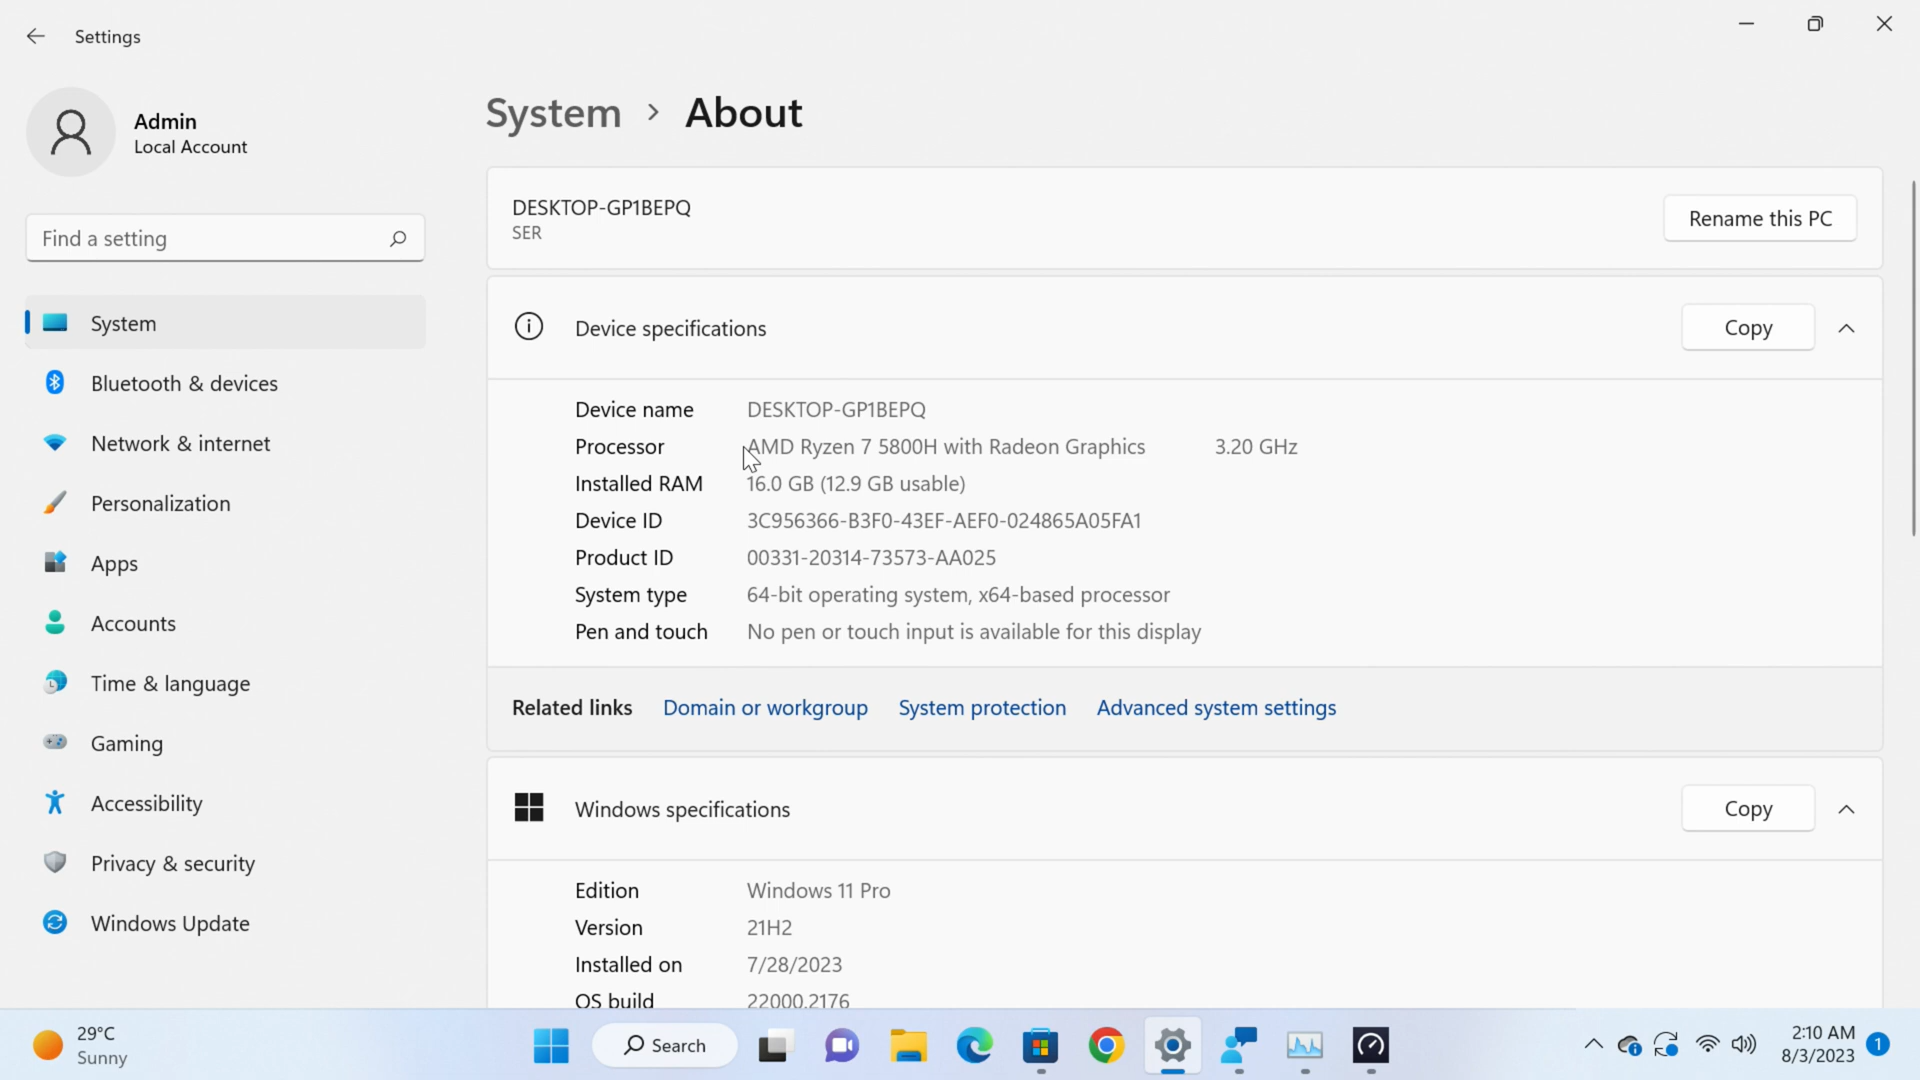 Settings
Admin
Local Account
Find a setting
System
Bluetooth & devices
Network & internet
Personalization
Apps
Accounts
Time & language
Gaming
Accessibility
Privacy & security
Windows Update
System > About
DESKTOP-GP1BEPQ
SER
Rename this PC
Device specifications
Copy
Device name DESKTOP-GP1BEPQ
Processor AMD Ryzen 7 5800H with Radeon Graphics 3.20 GHz
Installed RAM 16.0 GB (12.9 GB usable)
Device ID 3C956366-B3F0-43EF-AEF0-024865A05FA1
Product ID 00331-20314-73573-AA025
System type 64-bit operating system, x64-based processor
Pen and touch No pen or touch input is available for this display
Related links Domain or workgroup System protection Advanced system settings
Windows specifications
Copy
Edition Windows 11 Pro
Version 21H2
Installed on 7/28/2023
OS build 22000.2176
29°C
Sunny
Search
2:10 AM
8/3/2023
1